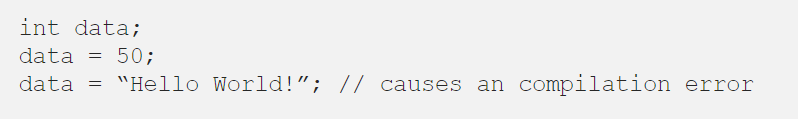 int data;
data = 50;
data = “Hello World!”; // causes an compilation error